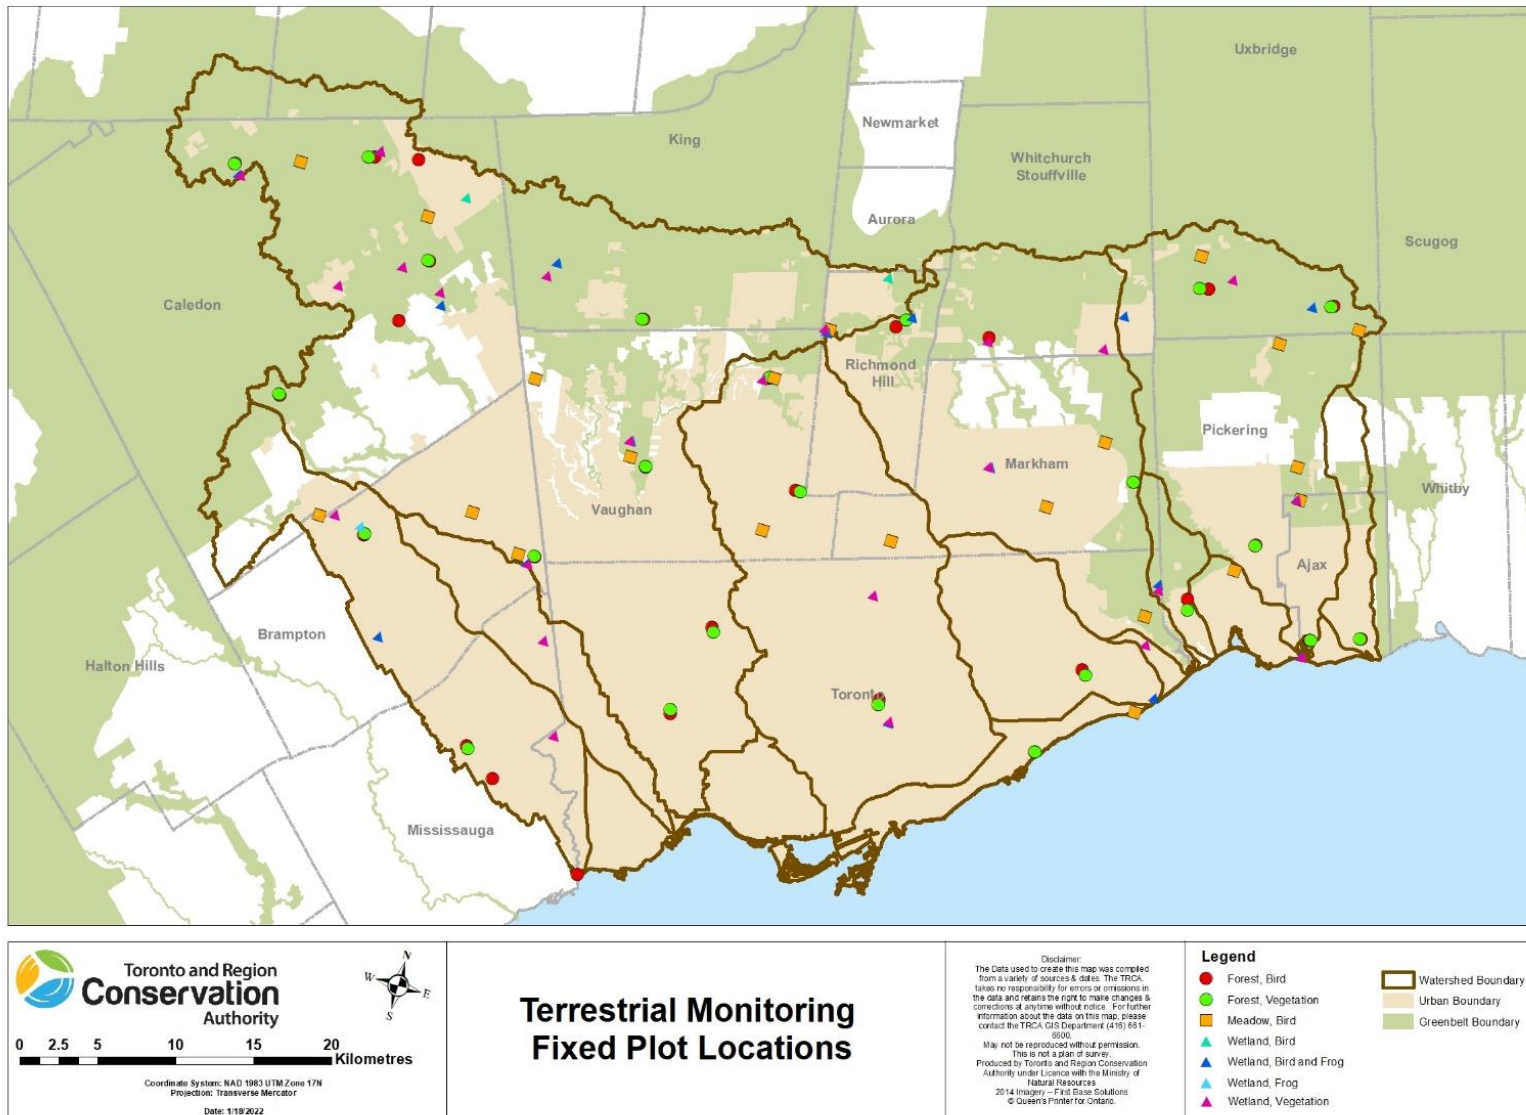 Uxbridge
Newmarket
King
Whitchurch
Stouffville
Aurora
Scugog
Caledon
Richmond
Hill
Pickering
Markham
Whitby
Vaughan
Ajax
Brampton
Halton Hills
Toronto
Mississauga
Toronto and Region
Conservation
Authority
N
W
E
S
0 2.5 5 10 15 20
Kilometres
Coordinate System: NAD 1983 UTM Zone 17N
Projection: Transverse Mercator
Date: 1/18/2022
Terrestrial Monitoring
Fixed Plot Locations
Disclaimer:
The Data used to create this map was compiled
from a variety of sources & dates. The TRCA
takes no responsibility for errors or omissions in
the data and retains the right to make changes &
corrections at anytime without notice. For further
information about the data on this map, please
contact the TRCA GIS Department (416) 661-
6600.
May not be reproduced without permission.
This is not a plan of survey.
Produced by Toronto and Region Conservation
Authority under Licence with the Ministry of
Natural Resources
2014 Imagery – First Base Solutions
© Queen's Printer for Ontario.
Legend
Forest, Bird
Forest, Vegetation
Meadow, Bird
Wetland, Bird
Wetland, Bird and Frog
Wetland, Frog
Wetland, Vegetation
Watershed Boundary
Urban Boundary
Greenbelt Boundary